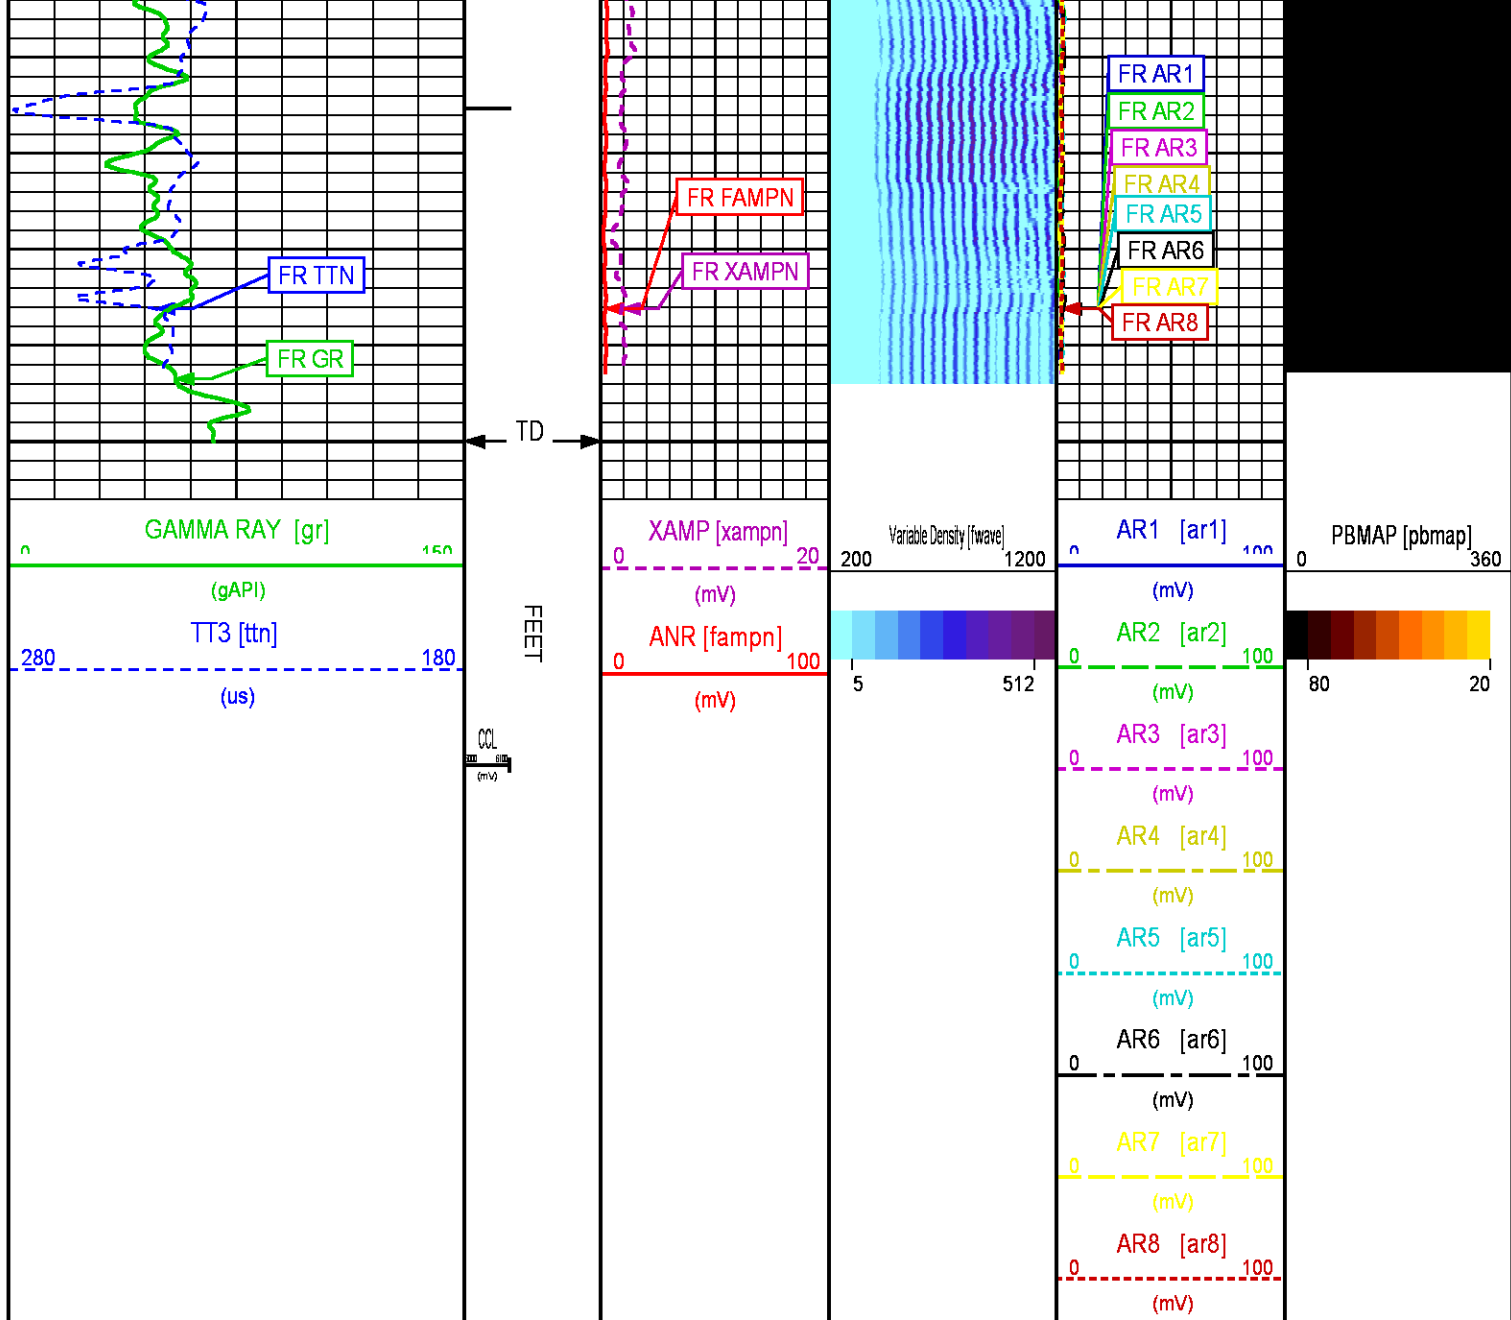 FR AR1
FR AR2
FR AR3
FR AR4
FR AR5
FR AR6
FR AR7
FR AR8
FR FAMPN
FR XAMPN
FR TTN
FR GR
TD
GAMMA RAY [gr]
0 150
(gAPI)
TT3 [ttn]
280 180
(us)
FEET
CCL
(mV)
XAMP [xampn]
0 20
(mV)
ANR [fampn]
0 100
(mV)
Variable Density [fwave]
200 1200
5 512
AR1 [ar1]
0 100
(mV)
AR2 [ar2]
0 100
(mV)
AR3 [ar3]
0 100
(mV)
AR4 [ar4]
0 100
(mV)
AR5 [ar5]
0 100
(mV)
AR6 [ar6]
0 100
(mV)
AR7 [ar7]
0 100
(mV)
AR8 [ar8]
0 100
(mV)
PBMAP [pbmap]
0 360
80 20